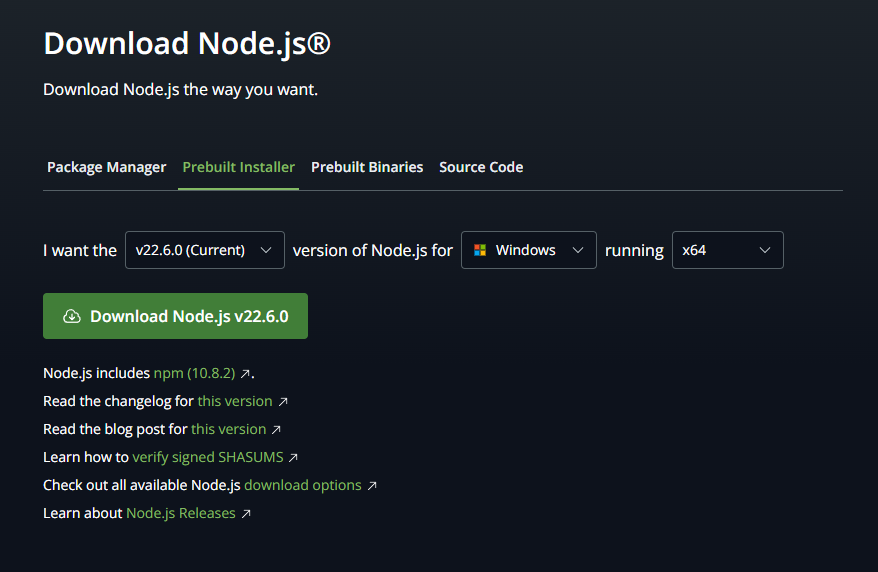 Download Node.js®
Download Node.js the way you want.
Package Manager Prebuilt Installer Prebuilt Binaries Source Code
I want the v22.6.0 (Current) version of Node.js for Windows running x64
Download Node.js v22.6.0
Node.js includes npm (10.8.2) ↗.
Read the changelog for this version ↗
Read the blog post for this version ↗
Learn how to verify signed SHASUMS ↗
Check out all available Node.js download options ↗
Learn about Node.js Releases ↗